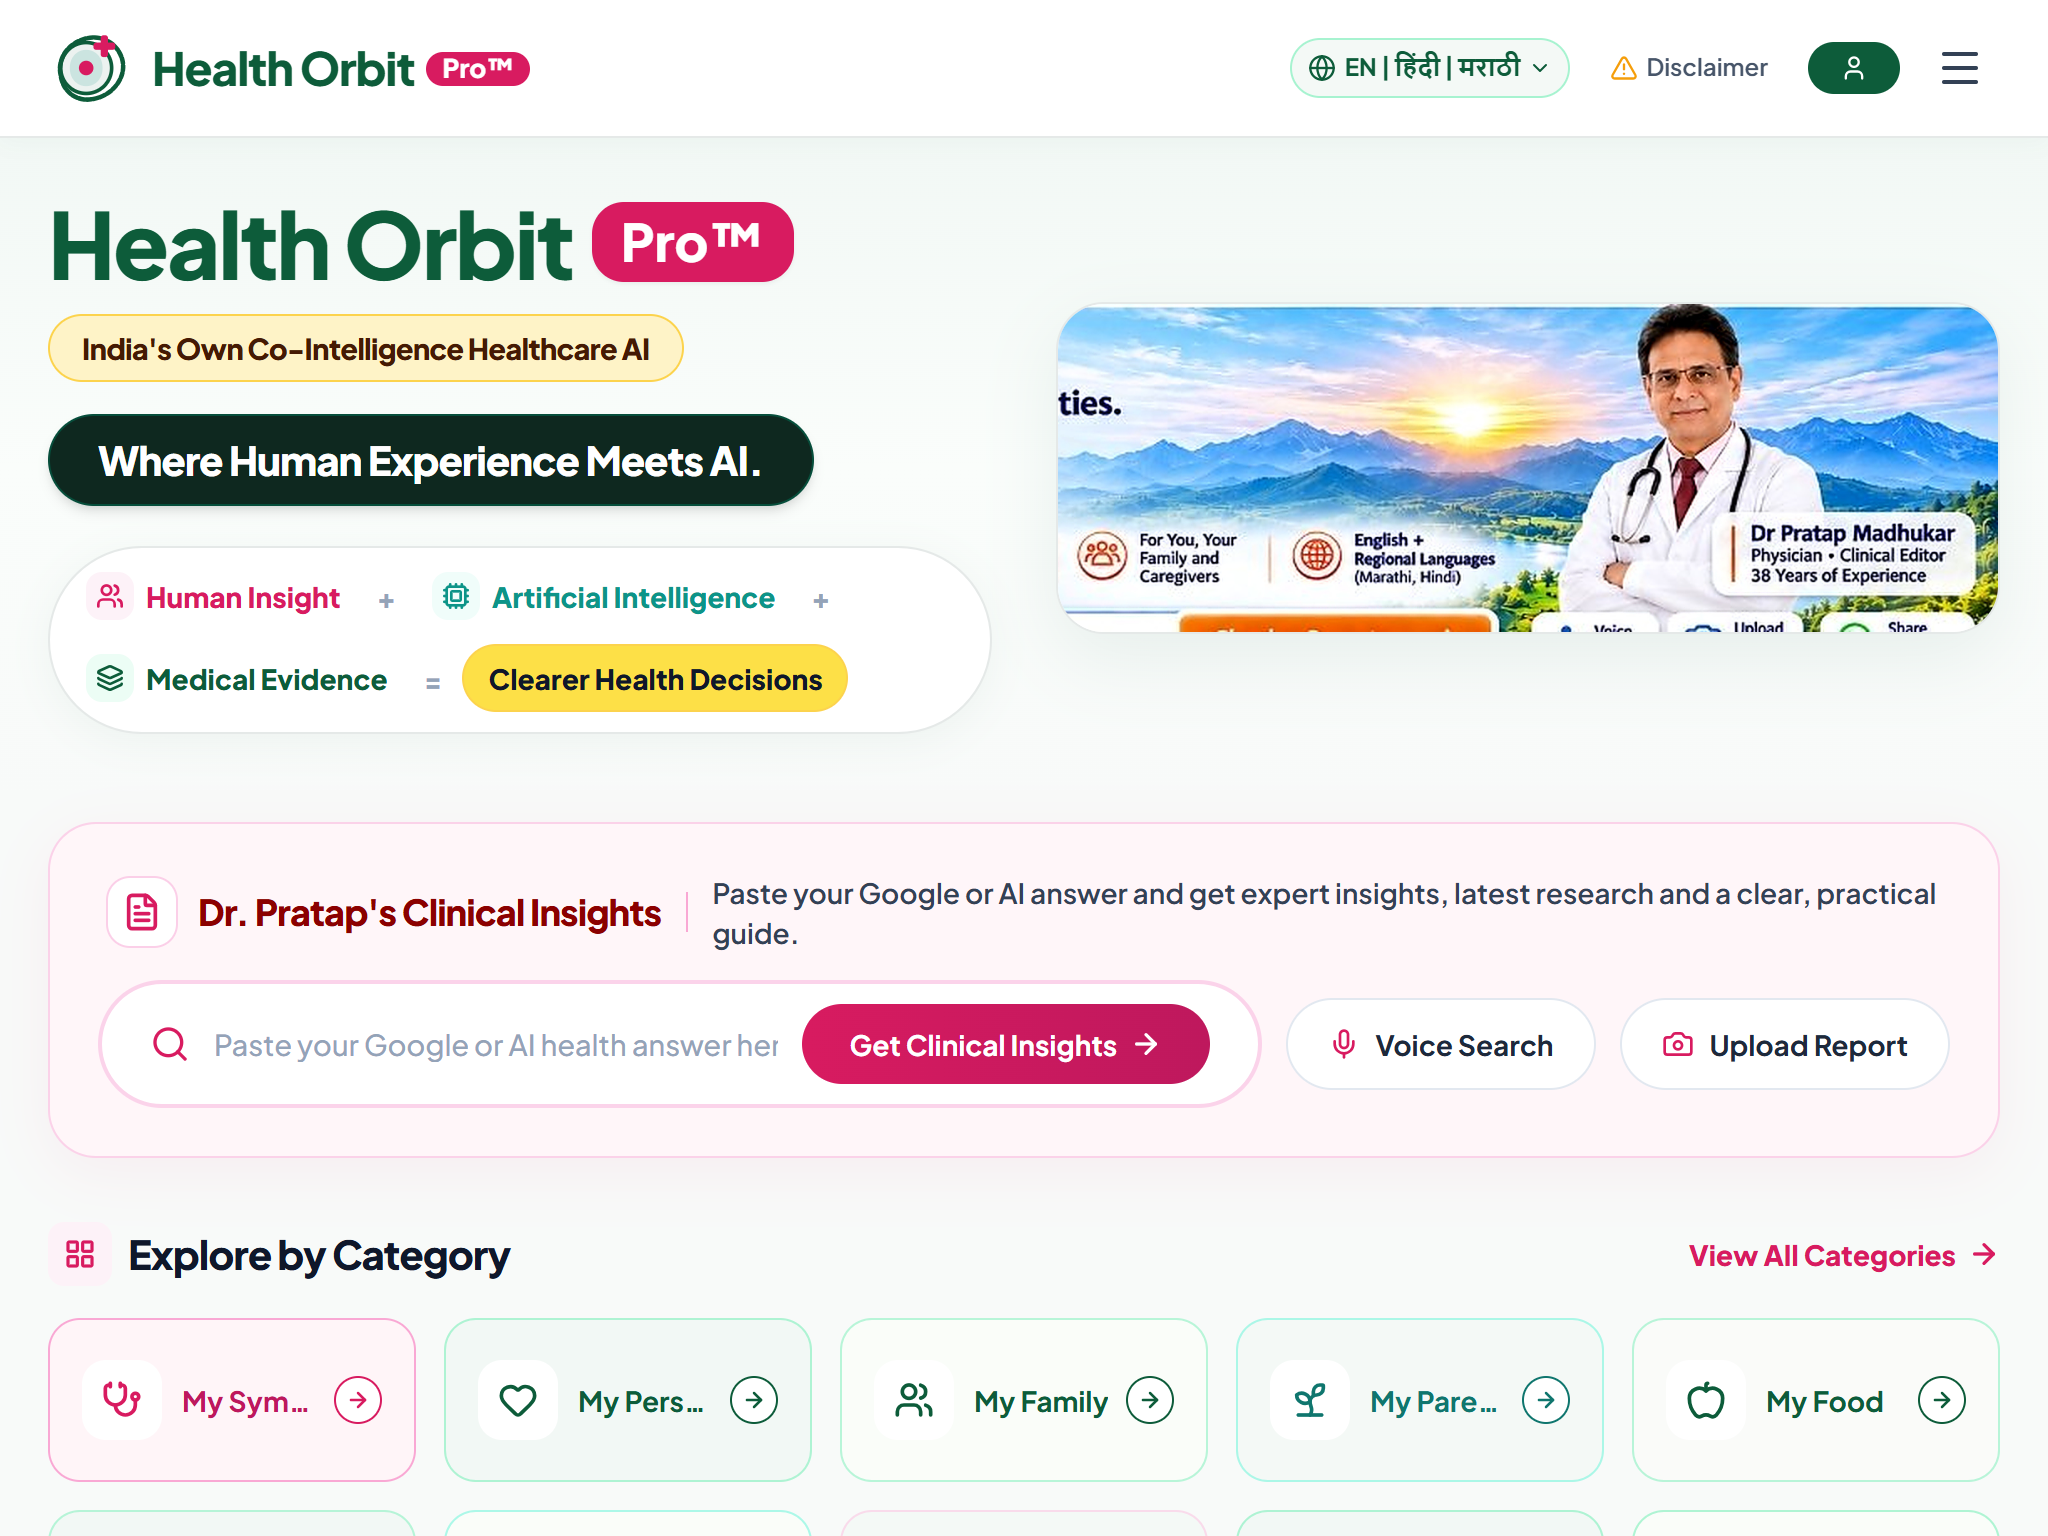 Health Orbit Pro™
EN | हिंदी | मराठी
Disclaimer
Health Orbit Pro™
India's Own Co-Intelligence Healthcare AI
Where Human Experience Meets AI.
Human Insight + Artificial Intelligence +
Medical Evidence = Clearer Health Decisions
ties.
For You, Your
Family and
Caregivers
English +
Regional Languages
(Marathi, Hindi)
Dr Pratap Madhukar
Physician • Clinical Editor
38 Years of Experience
Voice
Upload
Share
Dr. Pratap's Clinical Insights
Paste your Google or AI answer and get expert insights, latest research and a clear, practical
guide.
Paste your Google or AI health answer her
Get Clinical Insights
Voice Search
Upload Report
Explore by Category
View All Categories
My Sym...
My Pers...
My Family
My Pare...
My Food